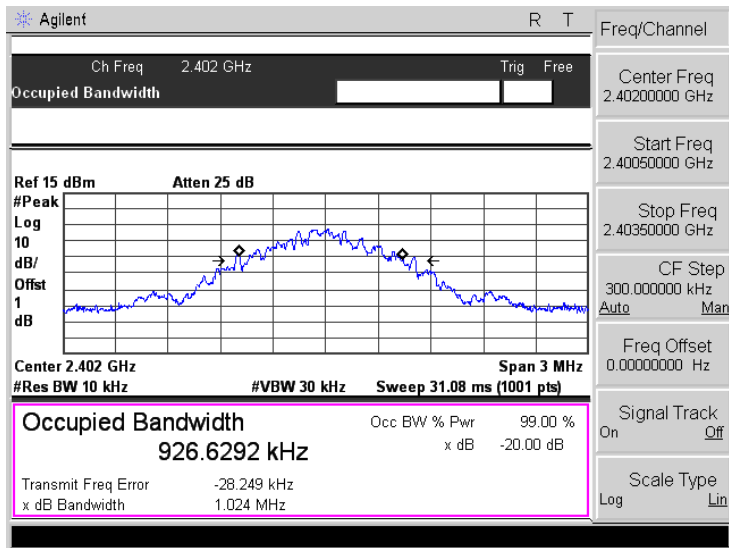 Agilent
R T
Ch Freq 2.402 GHz Trig Free
Occupied Bandwidth
Ref 15 dBm Atten 25 dB
#Peak
Log
10
dB/
Offst
1
dB
Center 2.402 GHz Span 3 MHz
#Res BW 10 kHz #VBW 30 kHz Sweep 31.08 ms (1001 pts)
Occupied Bandwidth
926.6292 kHz
Occ BW % Pwr 99.00 %
x dB -20.00 dB
Transmit Freq Error -28.249 kHz
x dB Bandwidth 1.024 MHz
Freq/Channel
Center Freq
2.40200000 GHz
Start Freq
2.40050000 GHz
Stop Freq
2.40350000 GHz
CF Step
300.000000 kHz
Auto Man
Freq Offset
0.00000000 Hz
Signal Track
On Off
Scale Type
Log Lin